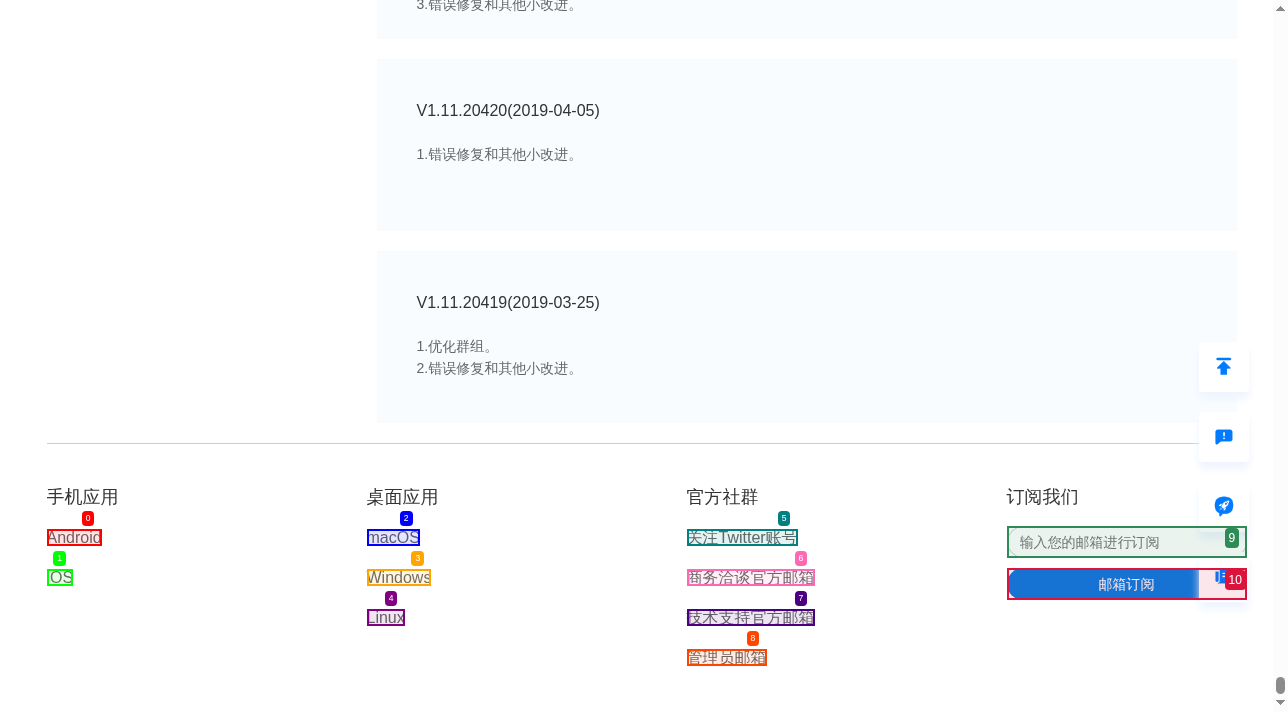 3.错误修复和其他小改进。
V1.11.20420(2019-04-05)
1.错误修复和其他小改进。
V1.11.20419(2019-03-25)
1.优化群组。
2.错误修复和其他小改进。
手机应用
0
Android
1
iOS
桌面应用
2
macOS
3
Windows
4
Linux
官方社群
5
关注Twitter账号
6
商务洽谈官方邮箱
7
技术支持官方邮箱
8
管理员邮箱
订阅我们
输入您的邮箱进行订阅
9
邮箱订阅
10